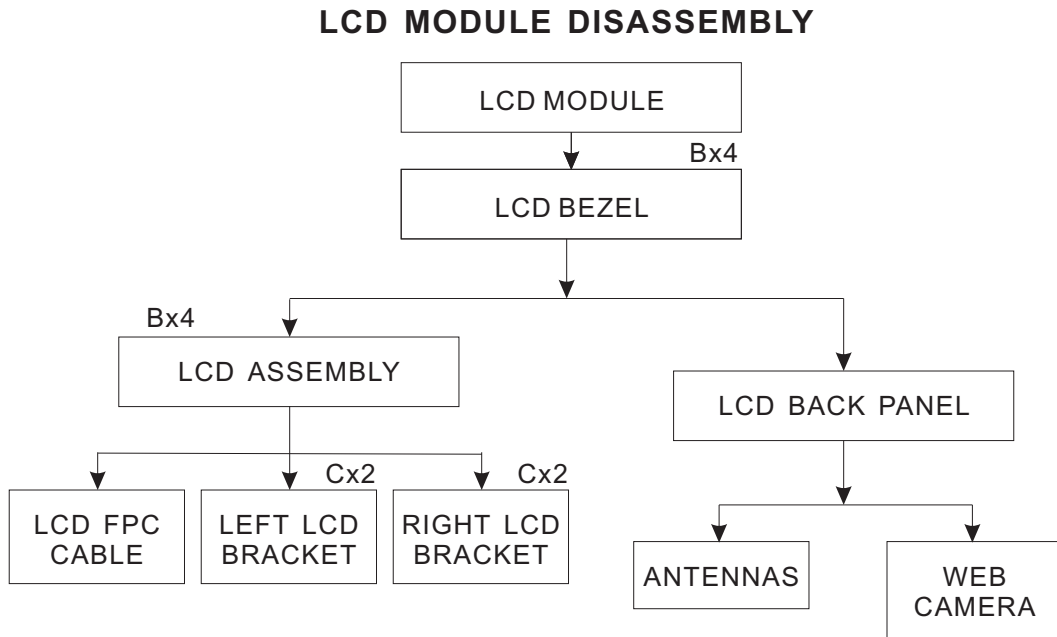 LCD MODULE DISASSEMBLY
LCD MODULE
Bx4
LCD BEZEL
Bx4
LCD ASSEMBLY
LCD BACK PANEL
Cx2
Cx2
LCD FPC
CABLE
LEFT LCD
BRACKET
RIGHT LCD
BRACKET
ANTENNAS
WEB
CAMERA